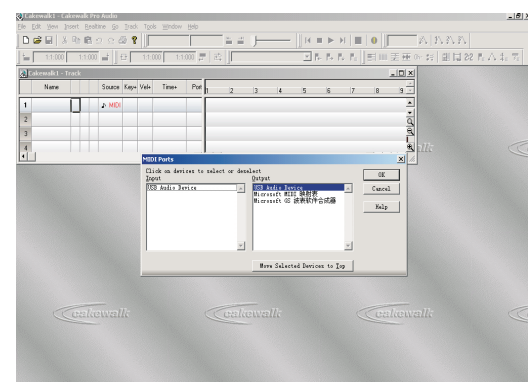 Cakewalk1 - Cakewalk Pro Audio
File Edit View Insert Realtime Go Track Tools Window Help
1:1:000 1:1:000 1:1:000 1:1:000
Cakewalk1 - Track
Name Source Key+ Vel+ Time+ Port 1 2 3 4 5 6 7 8 9
1 MIDI
2
3
4
MIDI Ports
Click on devices to select or deselect
Input Output
USB Audio Device USB Audio Device
Microsoft MIDI 映射表
Microsoft GS 波表软件合成器
OK
Cancel
Help
Move Selected Devices to Top
cakewalk cakewalk cakewalk